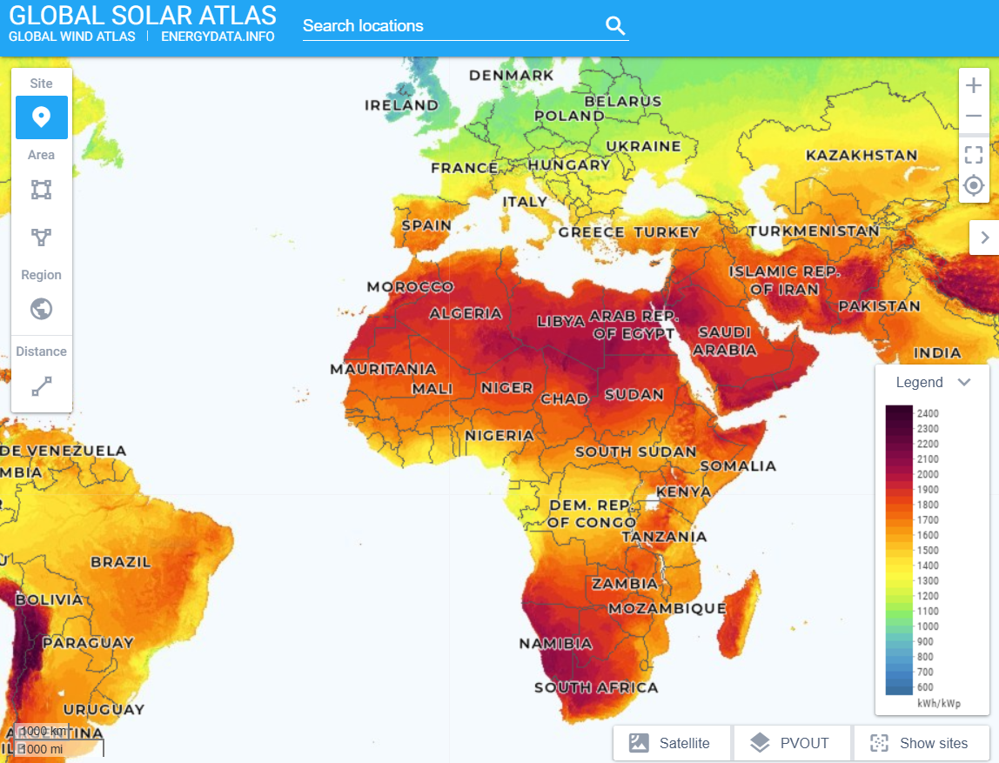 GLOBAL SOLAR ATLAS
GLOBAL WIND ATLAS | ENERGYDATA.INFO
Search locations
Site
Area
Region
Distance
DENMARK
IRELAND
BELARUS
POLAND
UKRAINE
FRANCE
HUNGARY
KAZAKHSTAN
ITALY
SPAIN
GREECE
TURKEY
TURKMENISTAN
MOROCCO
ISLAMIC REP.
OF IRAN
ALGERIA
LIBYA
ARAB REP.
OF EGYPT
PAKISTAN
SAUDI
ARABIA
INDIA
MAURITANIA
MALI
NIGER
CHAD
SUDAN
NIGERIA
DE VENEZUELA
SOUTH SUDAN
MBIA
SOMALIA
KENYA
DEM. REP.
OF CONGO
TANZANIA
BRAZIL
ZAMBIA
BOLIVIA
MOZAMBIQUE
PARAGUAY
NAMIBIA
SOUTH AFRICA
URUGUAY
ARGENTINA
1000 km
1000 mi
Legend
2400
2300
2200
2100
2000
1900
1800
1700
1600
1500
1400
1300
1200
1100
1000
900
800
700
600
kWh/kWp
Satellite
PVOUT
Show sites